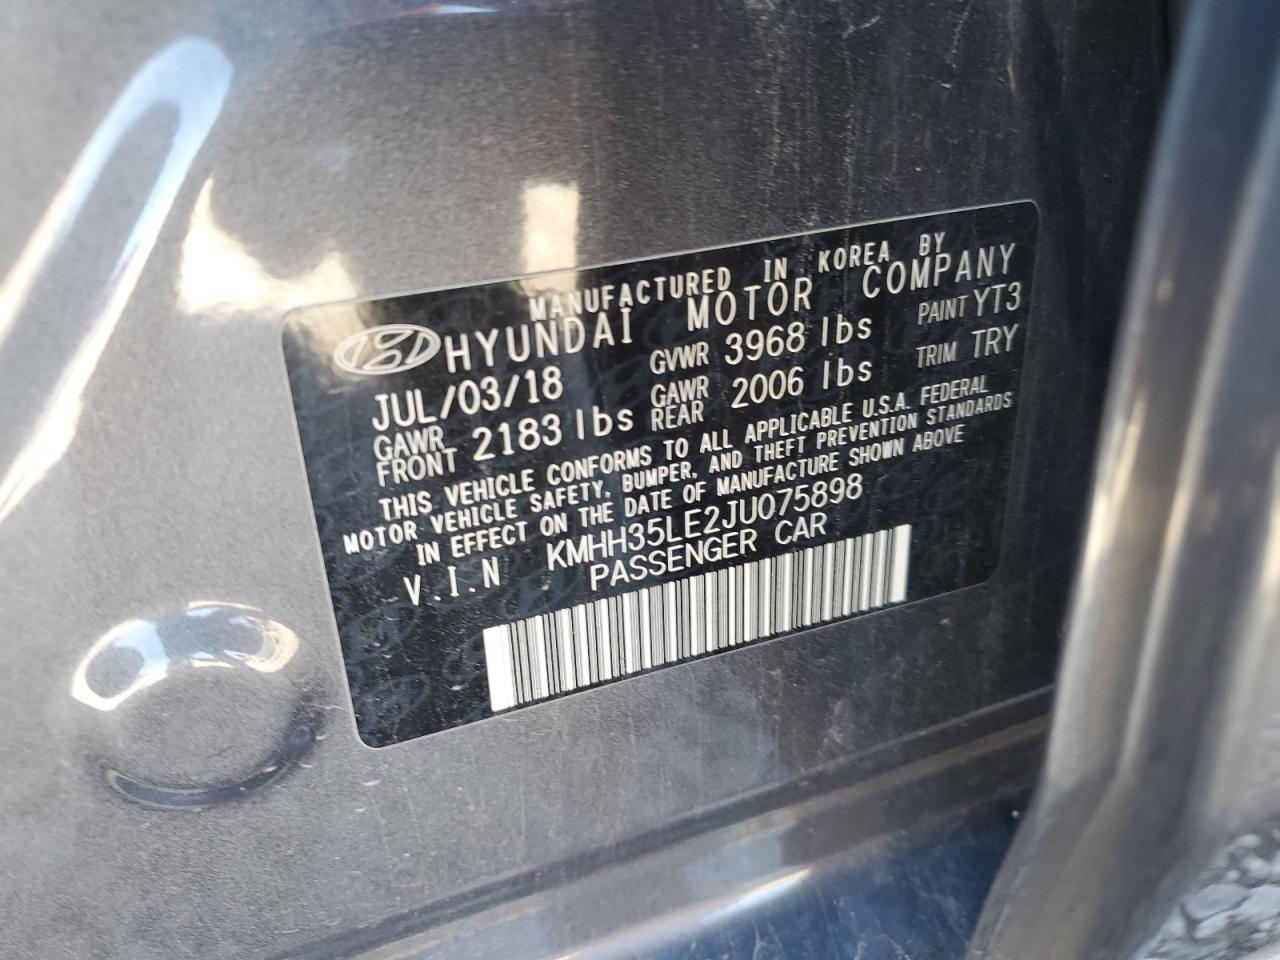 MANUFACTURED IN KOREA BY
HYUNDAI MOTOR COMPANY
JUL/03/18 GVWR 3968 lbs PAINT YT3
GAWR FRONT 2183 lbs GAWR REAR 2006 lbs TRIM TRY
THIS VEHICLE CONFORMS TO ALL APPLICABLE U.S.A. FEDERAL
MOTOR VEHICLE SAFETY, BUMPER, AND THEFT PREVENTION STANDARDS
IN EFFECT ON THE DATE OF MANUFACTURE SHOWN ABOVE
V.I.N KMHH35LE2JU075898
PASSENGER CAR